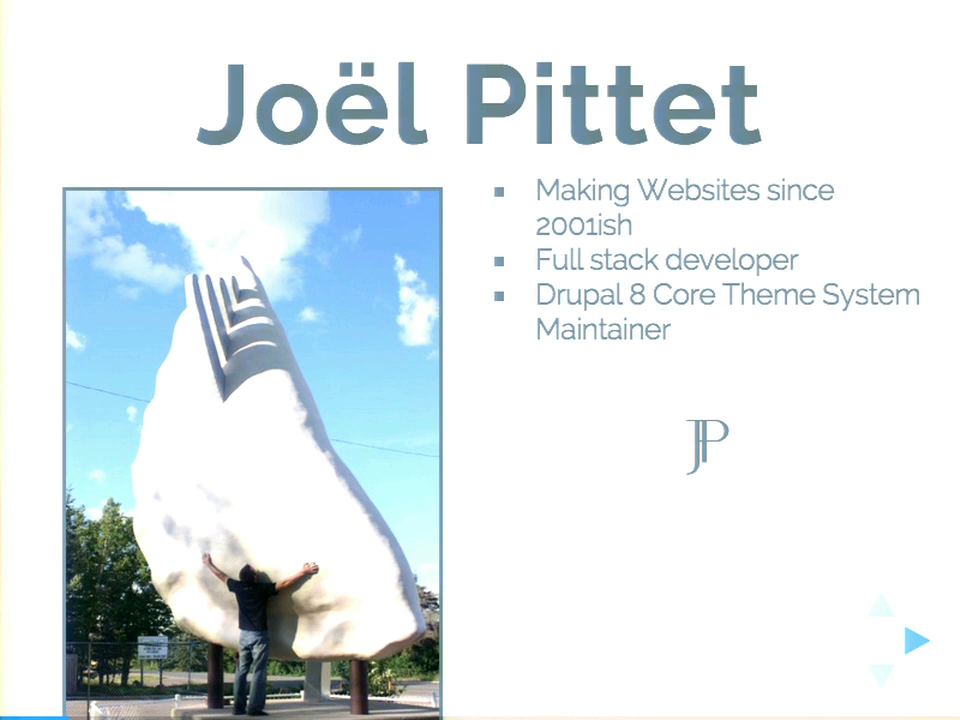 Joël Pittet
Making Websites since
2001ish
Full stack developer
Drupal 8 Core Theme System
Maintainer
JP